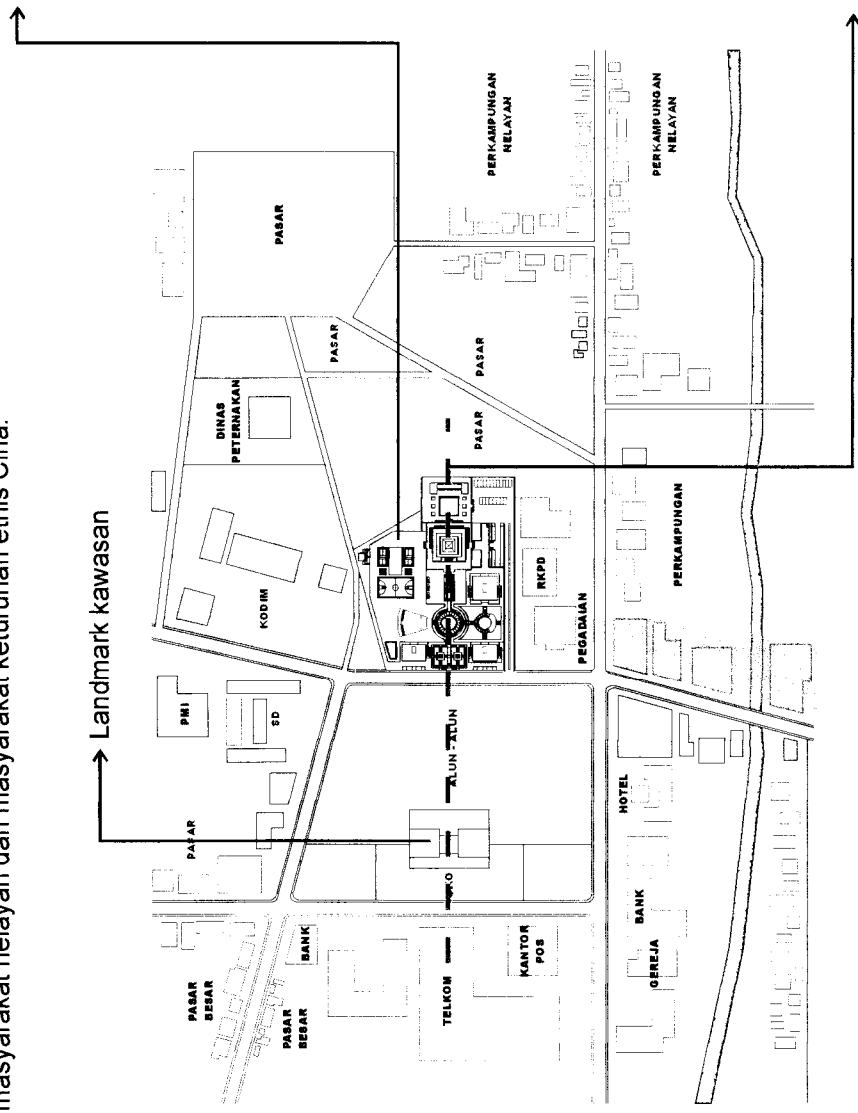 masyarakat nelayan dan masyarakat keturunan etnis Cina.
Landmark kawasan
PASAR
BESAR
PASAR
BESAR
BANK
TELKOM
KANTOR
POS
GEREJA
BANK
HOTEL
PASAR
PMI
SD
ALUN - ALUN
KODIM
PEGADAIAN
RKPD
PERKAMPUNGAN
DINAS
PETERNAKAN
PASAR
PASAR
PASAR
PASAR
PERKAMPUNGAN
NELAYAN
PERKAMPUNGAN
NELAYAN